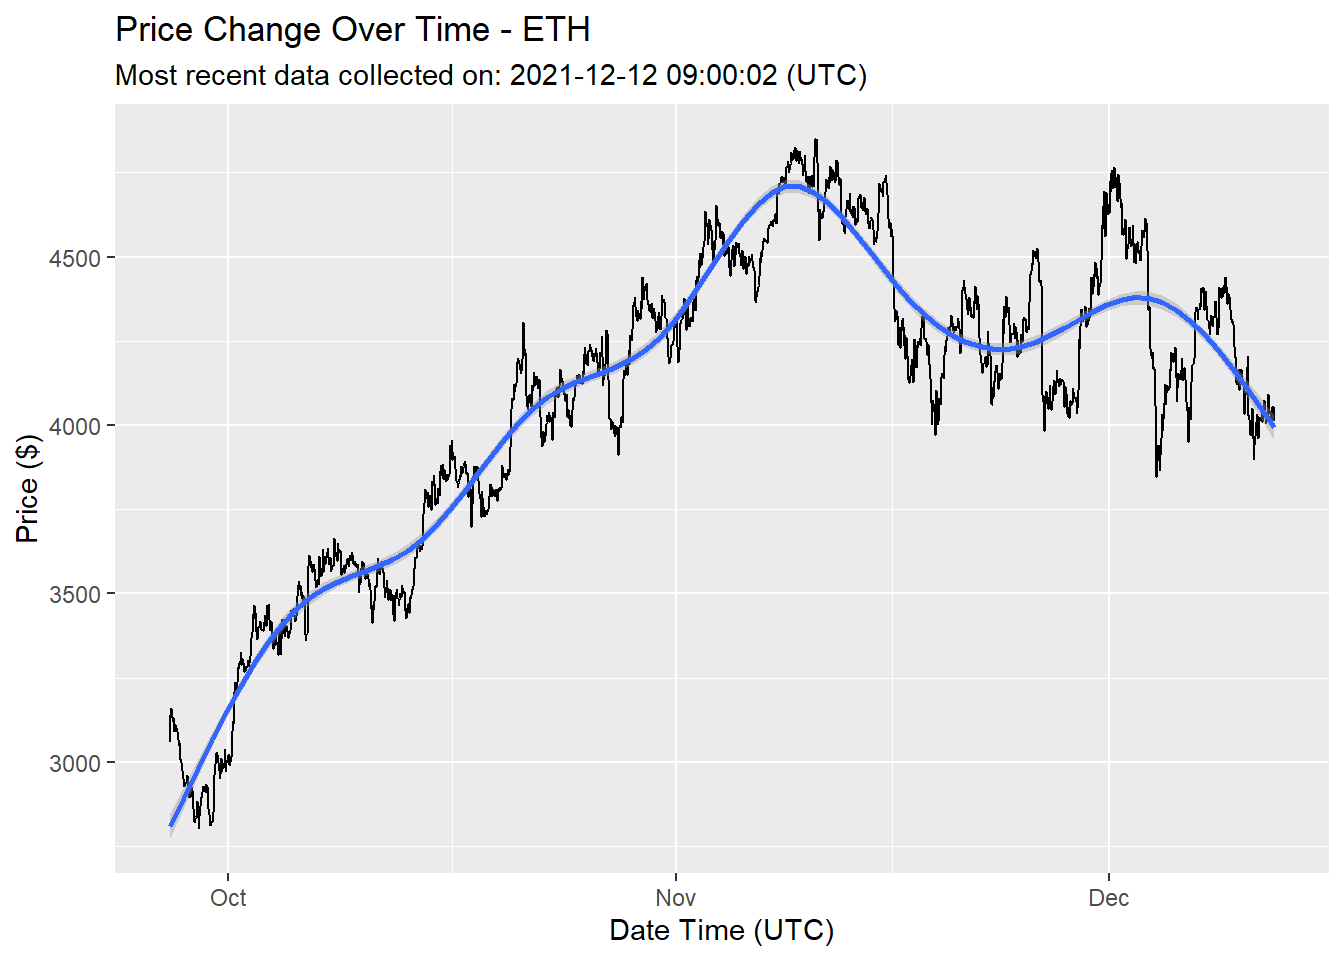 Price Change Over Time - ETH
Most recent data collected on: 2021-12-12 09:00:02 (UTC)
Price ($)
4500
4000
3500
3000
Oct Nov Dec
Date Time (UTC)